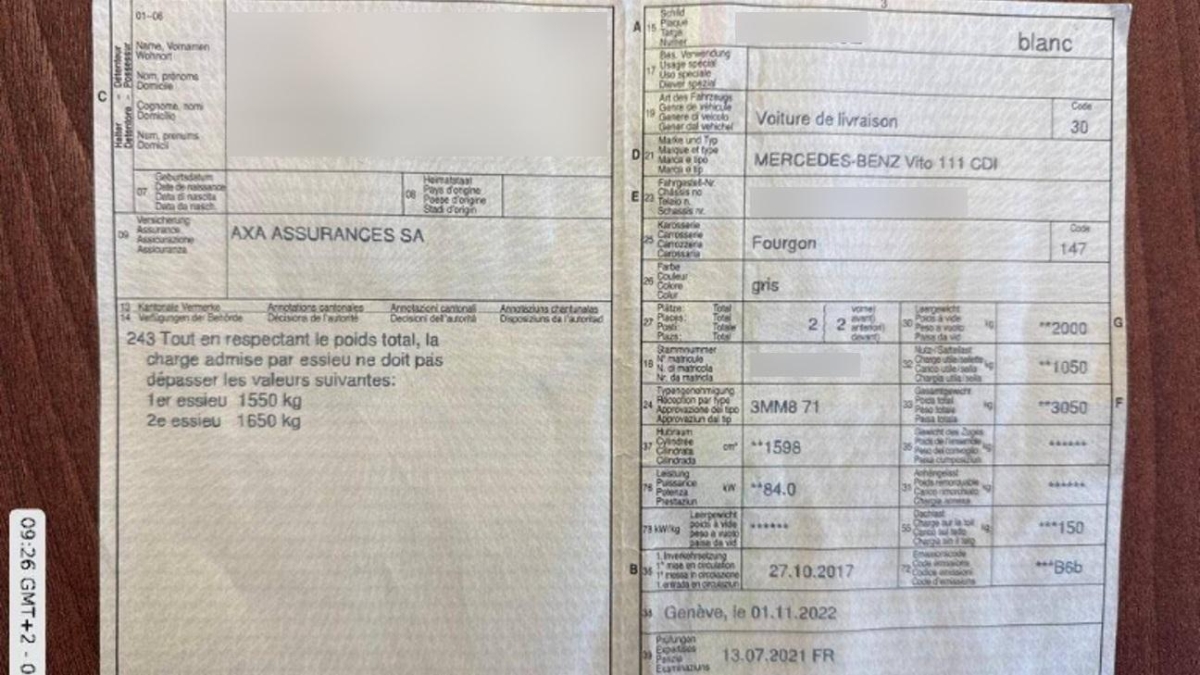 01-06
Name, Vornamen
Wohnort
Nom, prénoms
Domicile
Cognome, nomi
Domicilio
Num, prenums
Domicil
C
Halter Détenteur
Detentore Possessur
07
Geburtsdatum
Date de naissance
Data di nascita
Data da nasch.
08
Heimatstaat
Pays d'origine
Paese d'origine
Stadi d'origin
09
Versicherung
Assurance
Assicurazione
Assicuranza
AXA ASSURANCES SA
13 Kantonale Vermerke Annotations cantonales Annotazioni cantonali Annotaziuns chantunalas
14 Verfügungen der Behörde Décisions de l'autorité Decisioni dell'autorità Disposiziuns da l'autoritad
243 Tout en respectant le poids total, la
charge admise par essieu ne doit pas
dépasser les valeurs suivantes:
1er essieu 1550 kg
2e essieu 1650 kg
09:26 GMT+2 - 0
3
A 15
Schild
Plaque
Targa
Numer
blanc
17
Bes. Verwendung
Usage spécial
Uso speciale
Diever spezial
19
Art des Fahrzeugs
Genre de véhicule
Genere di veicolo
Gener dal vehichel
Voiture de livraison
Code
30
D 21
Marke und Typ
Marque et type
Marca e tipo
Marca e tip
MERCEDES-BENZ Vito 111 CDI
E 23
Fahrgestell-Nr.
Châssis no
Telaio n.
Schassis nr.
25
Karosserie
Carrosserie
Carrozzeria
Carossaria
Fourgon
Code
147
26
Farbe
Couleur
Colore
Colur
gris
27
Plätze: Total
Places: Total
Posti: Totale
Plazs: Total
2 { 2
vorne)
avant)
anteriori)
davant)
30
Leergewicht
Poids à vide
Peso a vuoto
Paisa da vid
kg
**2000
G
18
Stammnummer
N° matricule
N. di matricola
Nr. da matricla
32
Nutz-/Sattellast
Charge utile/sellette
Carico utile/sella
Chargia utila/sella
**1050
24
Typengenehmigung
Réception par type
Approvazione del tipo
Approvaziun dal tip
3MM8 71
33
Gesamtgewicht
Poids total
Peso totale
Paisa totala
kg
**3050
F
37
Hubraum
Cylindrée
Cilindrata
Cilindrada
cm³
**1598
35
Gewicht des Zuges
Poids de l'ensemble
Peso del convoglio
Paisa cumposiziun
kg
******
76
Leistung
Puissance
Potenza
Prestaziun
kW
**84.0
31
Anhängelast
Poids remorquable
Carico rimorchiato
Chargia annexa
kg
******
78 kW/kg
Leergewicht
poids à vide
peso a vuoto
paisa da vid
******
55
Dachlast
Charge sur le toit
Carico sul tetto
Chargia sin il tetg
kg
***150
B 36
1. Inverkehrsetzung
1re mise en circulation
1a messa in circolazione
1. entrada en circulaziun
27.10.2017
72
Emissionscode
Code émissions
Codice emissioni
Code d'emissiuns
***B6b
38
Genève, le 01.11.2022
39
Prüfungen
Expertises
Perizie
Examinaziuns
13.07.2021 FR